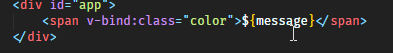 <div id="app">
<span v-bind:class="color">${message}</span>
</div>